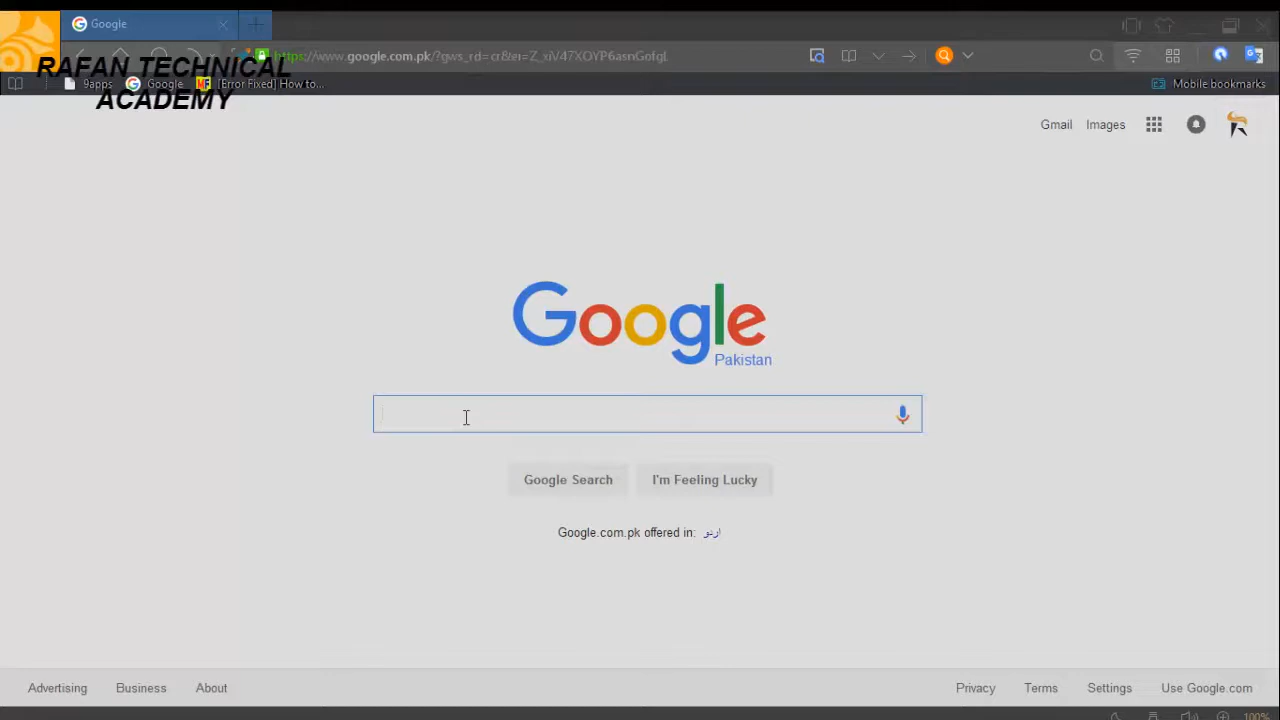 Google
https://www.google.com.pk/?gws_rd=cr&ei=
RAFAN TECHNICAL
ACADEMY
9apps
Google
[Error Fixed] How to...
Mobile bookmarks
Gmail
Images
Google
Pakistan
Google Search
I'm Feeling Lucky
Google.com.pk offered in: اردو
Advertising
Business
About
Privacy
Terms
Settings
Use Google.com
100%